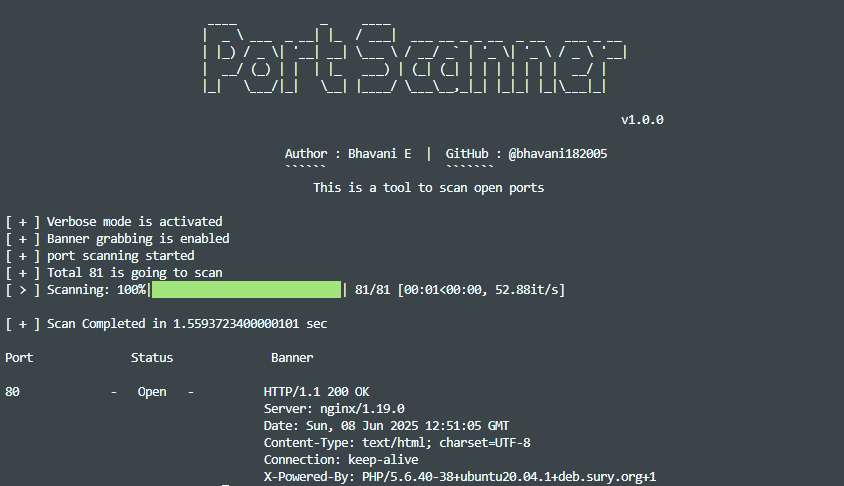 Port Scanner
v1.0.0
Author : Bhavani E | GitHub : @bhavani182005
This is a tool to scan open ports
[ + ] Verbose mode is activated
[ + ] Banner grabbing is enabled
[ + ] port scanning started
[ + ] Total 81 is going to scan
[ > ] Scanning: 100%| | 81/81 [00:01<00:00, 52.88it/s]
[ + ] Scan Completed in 1.5593723400000101 sec
Port Status Banner
80 - Open - HTTP/1.1 200 OK
Server: nginx/1.19.0
Date: Sun, 08 Jun 2025 12:51:05 GMT
Content-Type: text/html; charset=UTF-8
Connection: keep-alive
X-Powered-By: PHP/5.6.40-38+ubuntu20.04.1+deb.sury.org+1